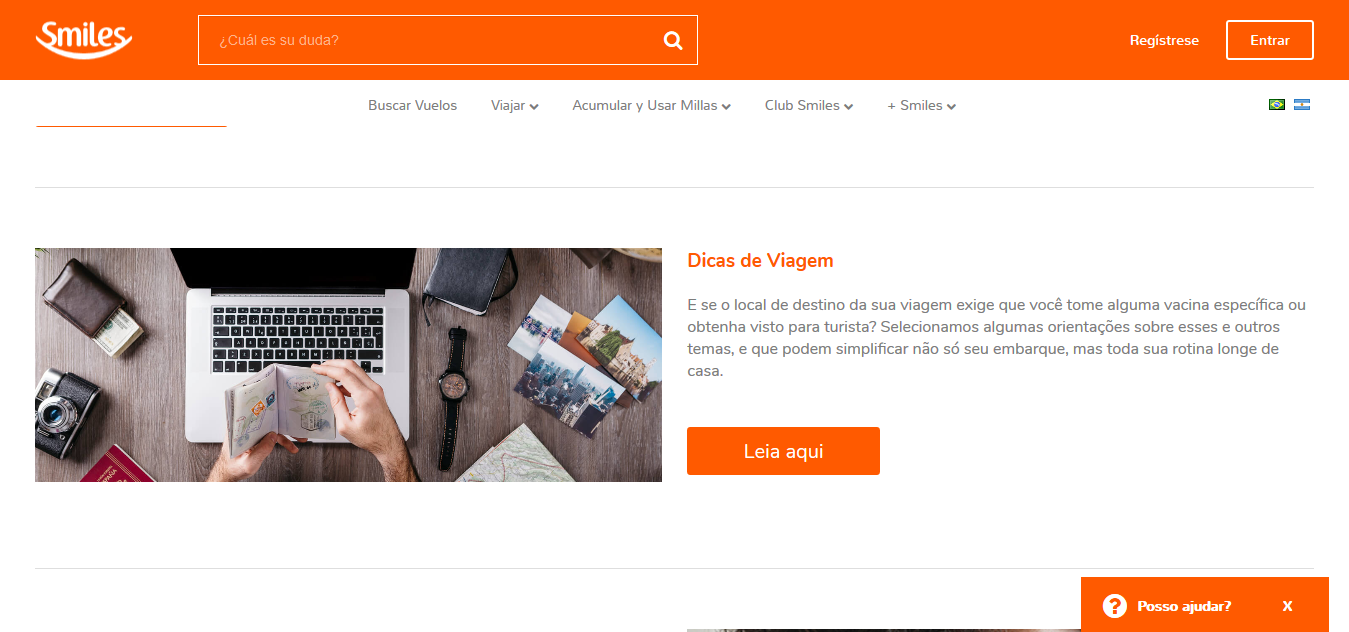 Smiles
¿Cuál es su duda?
Regístrese
Entrar
Buscar Vuelos
Viajar
Acumular y Usar Millas
Club Smiles
+ Smiles
Dicas de Viagem
E se o local de destino da sua viagem exige que você tome alguma vacina específica ou
obtenha visto para turista? Selecionamos algumas orientações sobre esses e outros
temas, e que podem simplificar não só seu embarque, mas toda sua rotina longe de
casa.
Leia aqui
? Posso ajudar? X